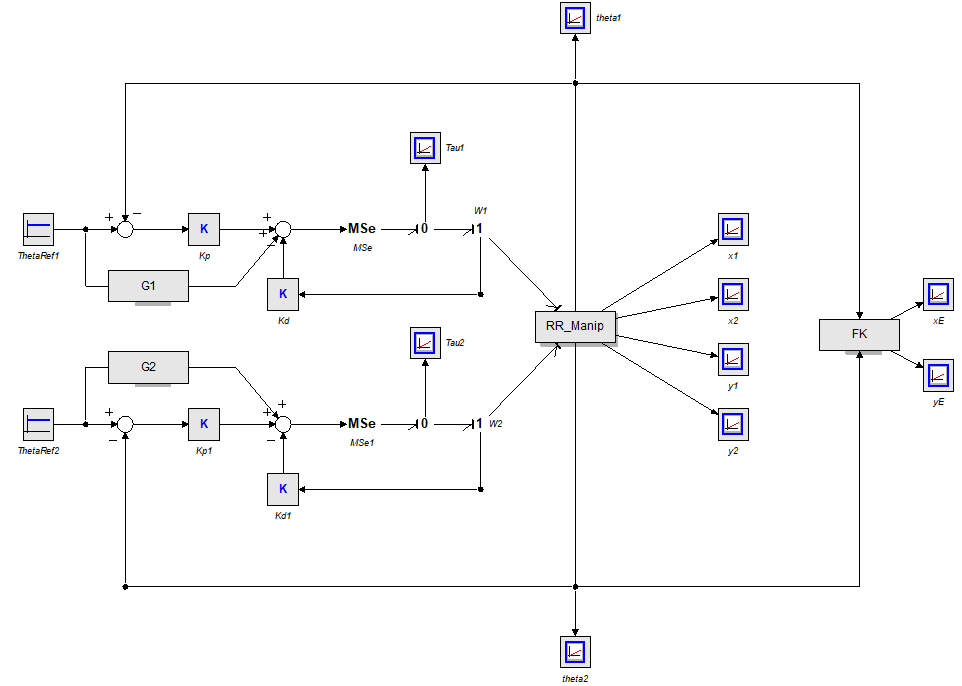 theta1
Tau1
W1
+ −
ThetaRef1
K
Kp
+
+
−
MSe
MSe
0
1
G1
K
Kd
x1
x2
RR_Manip
y1
y2
FK
xE
yE
Tau2
G2
ThetaRef2
+
−
K
Kp1
+
+
−
MSe
MSe1
0
1
W2
K
Kd1
theta2